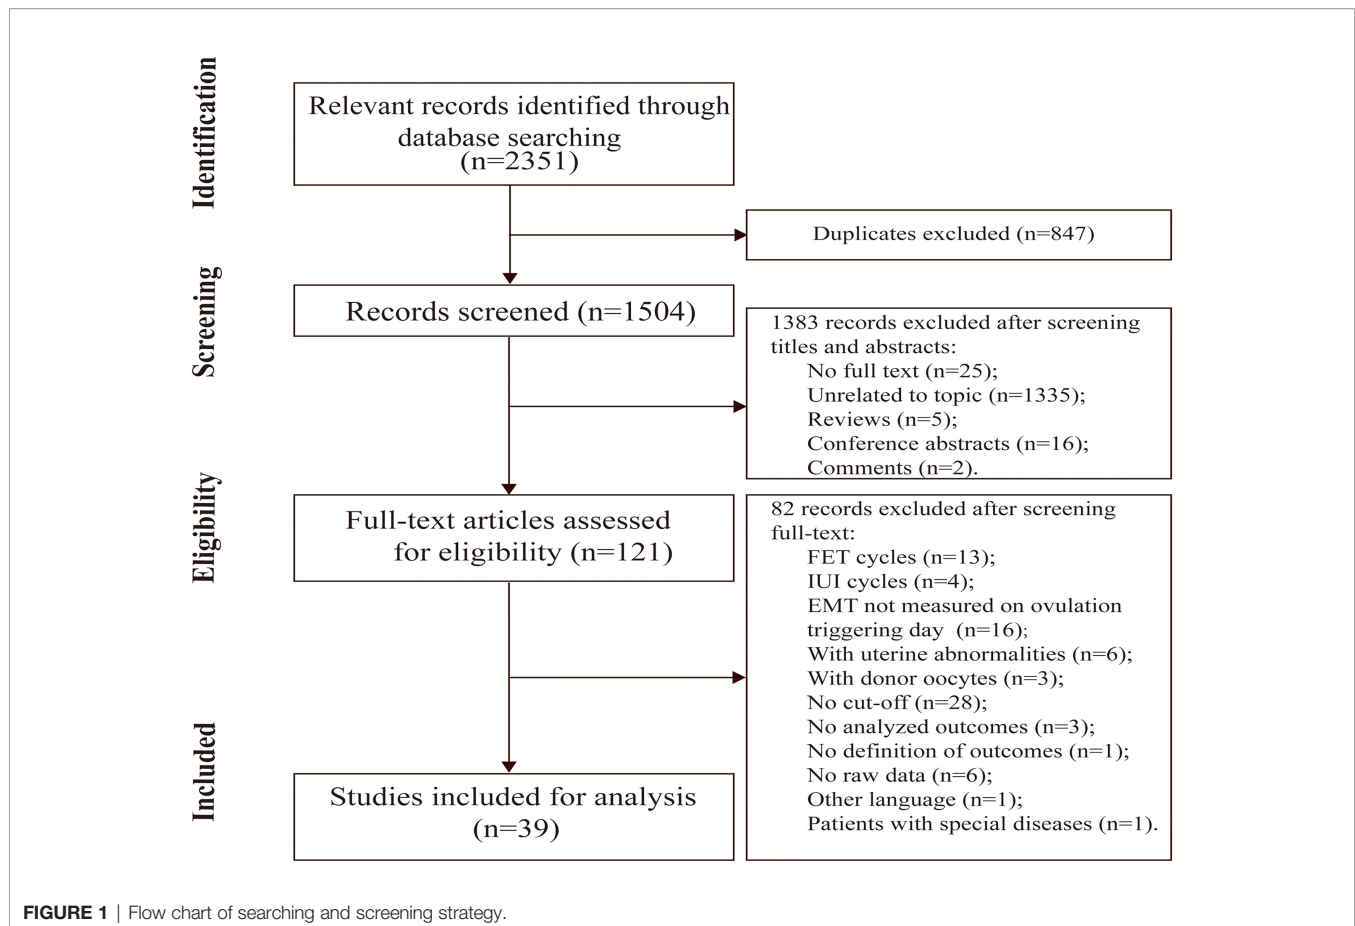 Identification
Relevant records identified through
database searching
(n=2351)
Duplicates excluded (n=847)
Screening
Records screened (n=1504)
1383 records excluded after screening
titles and abstracts:
No full text (n=25);
Unrelated to topic (n=1335);
Reviews (n=5);
Conference abstracts (n=16);
Comments (n=2).
Eligibility
Full-text articles assessed
for eligibility (n=121)
82 records excluded after screening
full-text:
FET cycles (n=13);
IUI cycles (n=4);
EMT not measured on ovulation
triggering day (n=16);
With uterine abnormalities (n=6);
With donor oocytes (n=3);
No cut-off (n=28);
No analyzed outcomes (n=3);
No definition of outcomes (n=1);
No raw data (n=6);
Other language (n=1);
Patients with special diseases (n=1).
Included
Studies included for analysis
(n=39)
FIGURE 1 | Flow chart of searching and screening strategy.